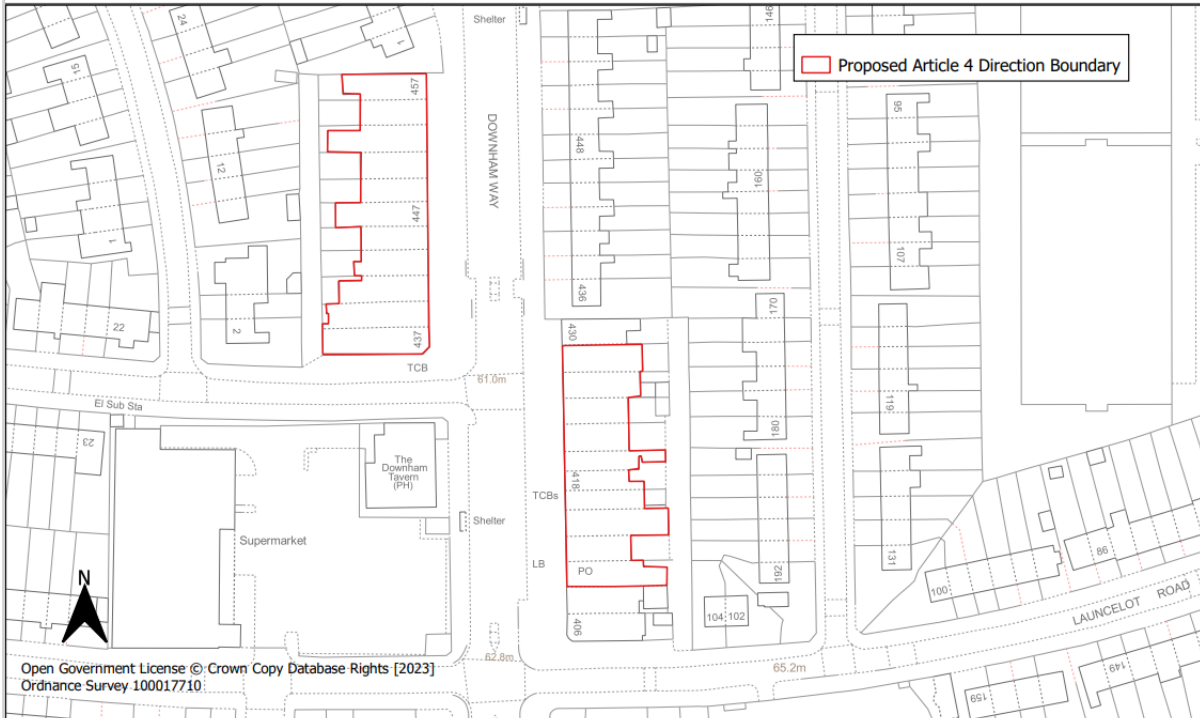 Shelter
146
24
1
15
Proposed Article 4 Direction Boundary
457
95
DOWNHAM WAY
448
12
160
447
1
107
436
22
2
437
430
170
TCB
61.0m
El Sub Sta
119
180
23
The
Downham
Tavern
(PH)
418
TCBs
Shelter
Supermarket
131
86
LB
PO
192
100
N
104
102
LAUNCELOT ROAD
406
62.8m
65.2m
149
159
Open Government License © Crown Copy Database Rights [2023]
Ordnance Survey 100017710